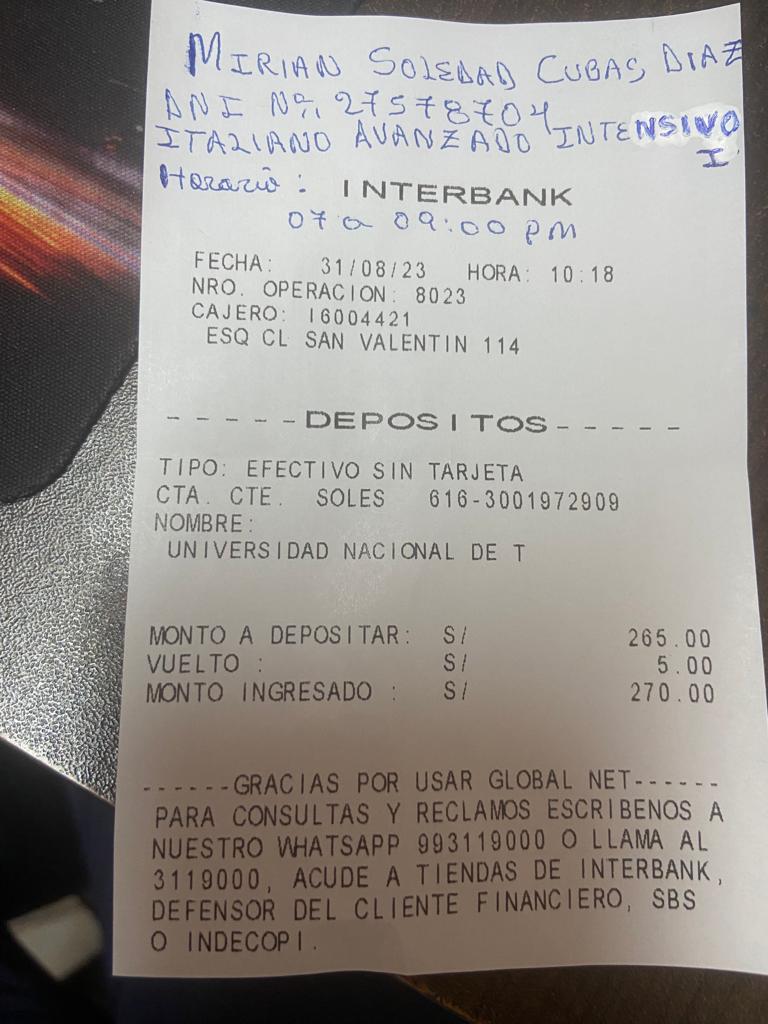 MIRIAN SOLEDAD CUBAS DIAZ
DNI Nº. 27578704
ITALIANO AVANZADO INTENSIVO
I
Horario :
INTERBANK
07 a 09:00 pm
FECHA: 31/08/23 HORA: 10:18
NRO. OPERACION: 8023
CAJERO: 16004421
ESQ CL SAN VALENTIN 114
-----DEPOSITOS-----
TIPO: EFECTIVO SIN TARJETA
CTA. CTE. SOLES 616-3001972909
NOMBRE:
UNIVERSIDAD NACIONAL DE T
MONTO A DEPOSITAR: S/ 265.00
VUELTO : S/ 5.00
MONTO INGRESADO : S/ 270.00
------GRACIAS POR USAR GLOBAL NET------
PARA CONSULTAS Y RECLAMOS ESCRIBENOS A
NUESTRO WHATSAPP 993119000 O LLAMA AL
3119000, ACUDE A TIENDAS DE INTERBANK,
DEFENSOR DEL CLIENTE FINANCIERO, SBS
O INDECOPI.